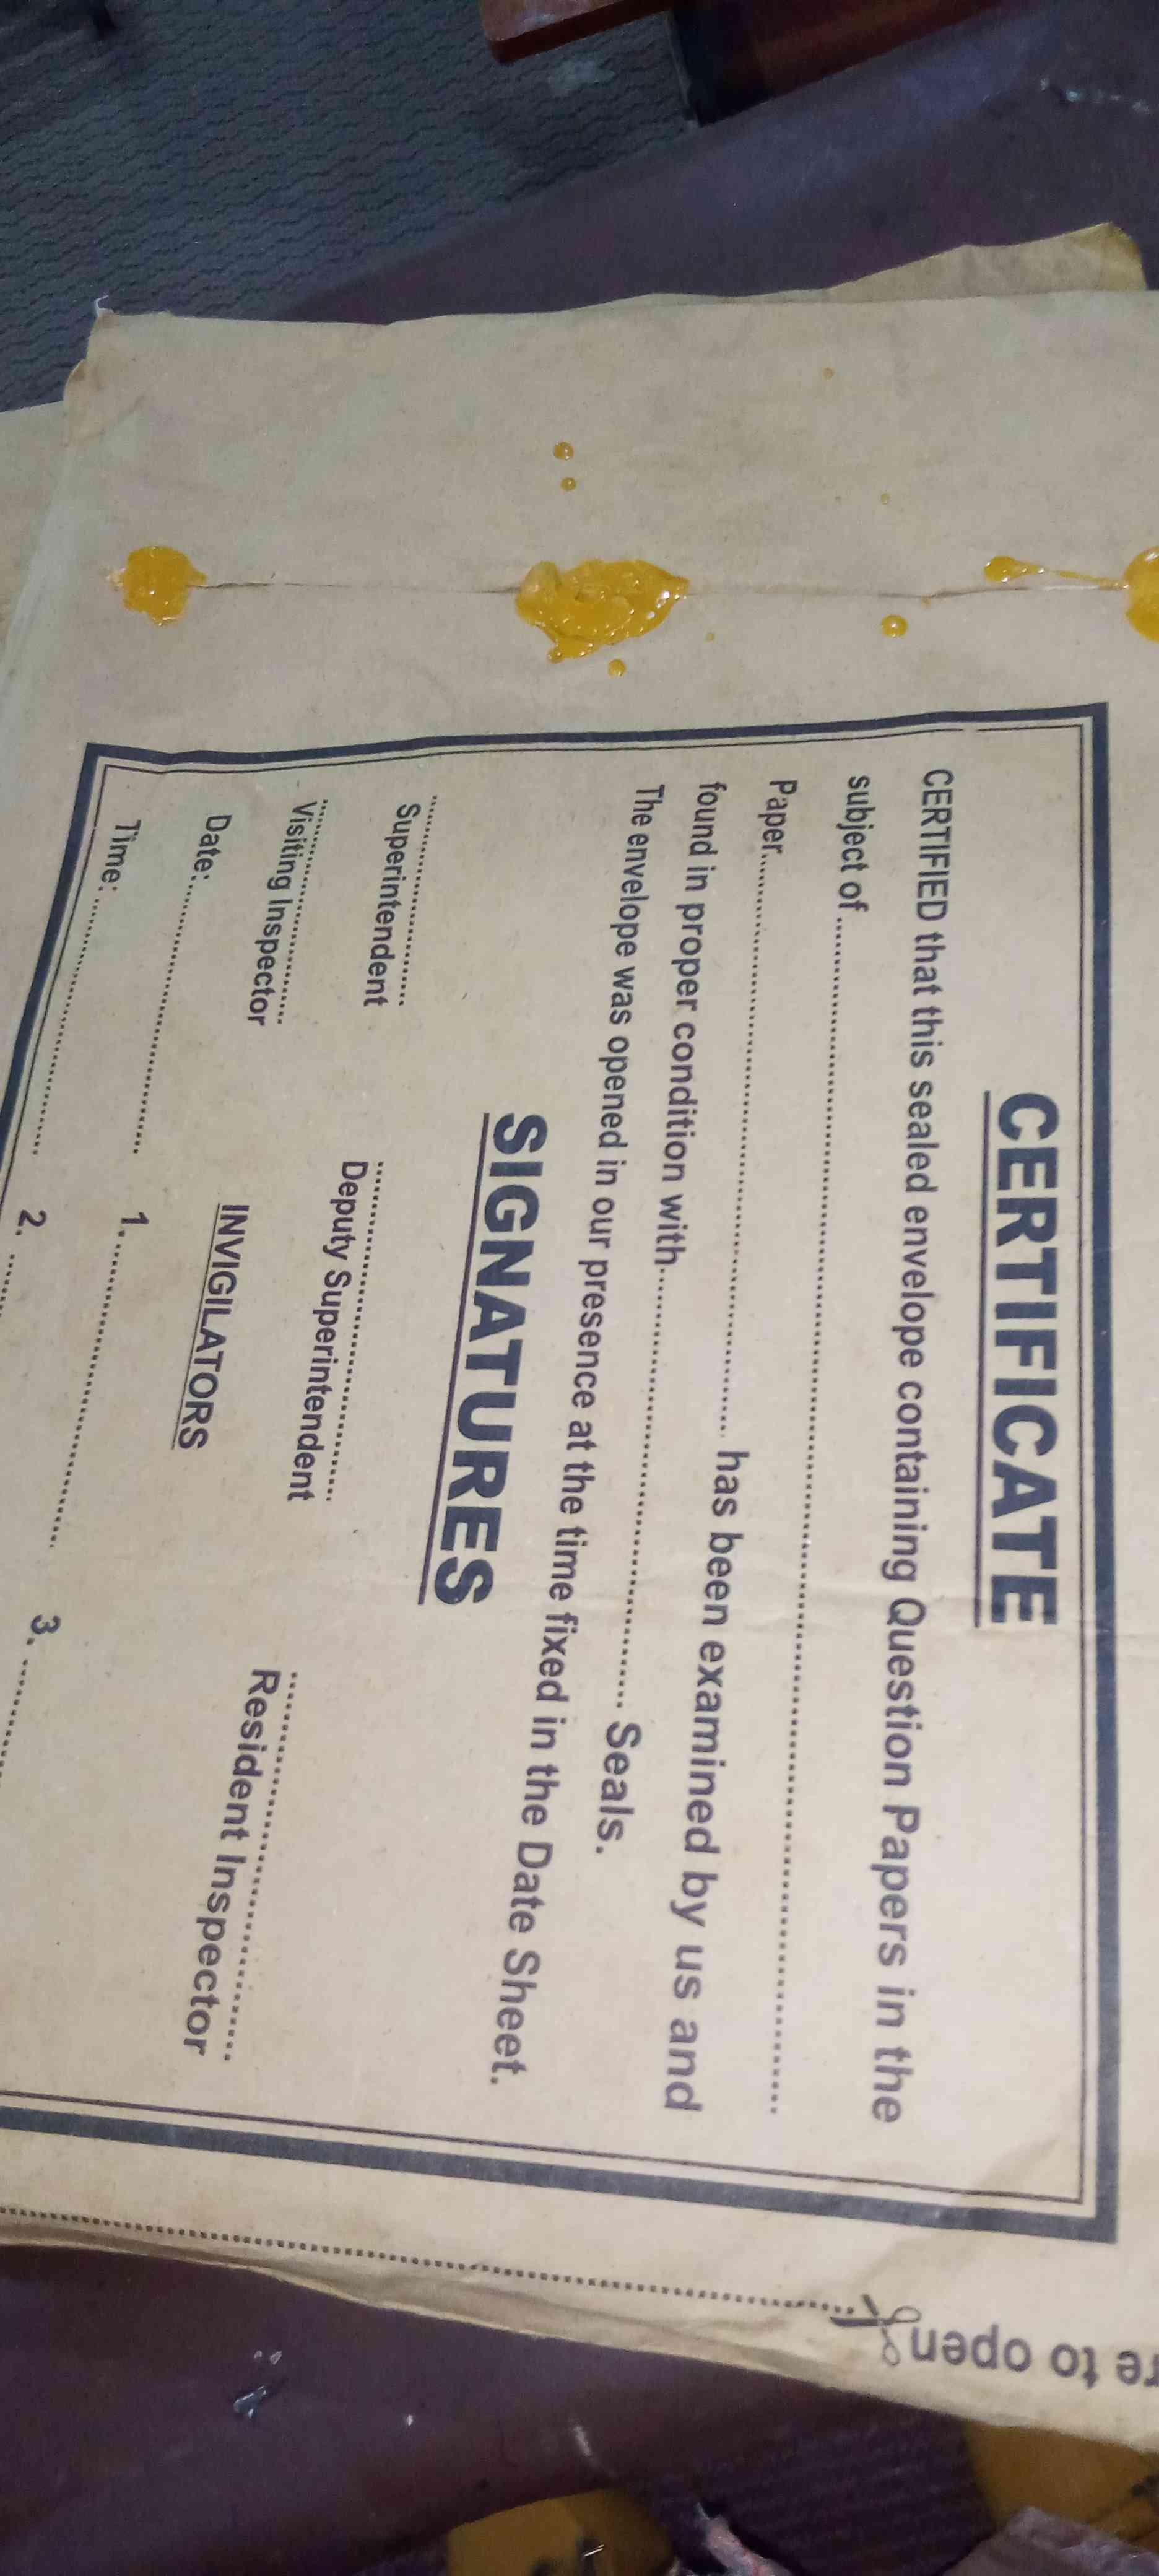 CERTIFICATE
CERTIFIED that this sealed envelope containing Question Papers in the
subject of ................................................
Paper................................ has been examined by us and
found in proper condition with................................ Seals.
The envelope was opened in our presence at the time fixed in the Date Sheet.
SIGNATURES
Superintendent
Deputy Superintendent
Resident Inspector
Visiting Inspector
INVIGILATORS
Date:................................
1.................................
Time:................................
2. ........
3. ........
to open